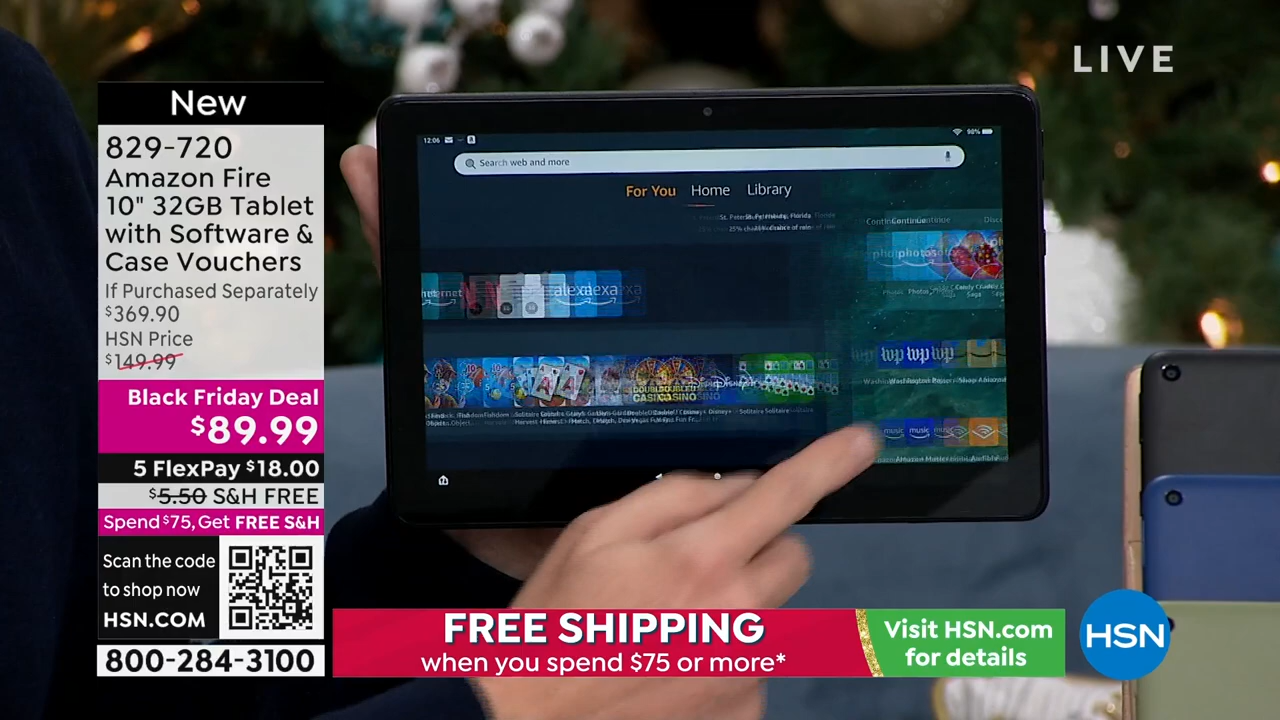 LIVE
New
829-720
Amazon Fire
10" 32GB Tablet
with Software &
Case Vouchers
If Purchased Separately
$369.90
HSN Price
$149.99
Black Friday Deal
$89.99
5 FlexPay $18.00
$5.50 S&H FREE
Spend $75, Get FREE S&H
Scan the code
to shop now
HSN.COM
800-284-3100
12:06
98%
Search web and more
For You Home Library
FREE SHIPPING
when you spend $75 or more*
Visit HSN.com
for details
HSN